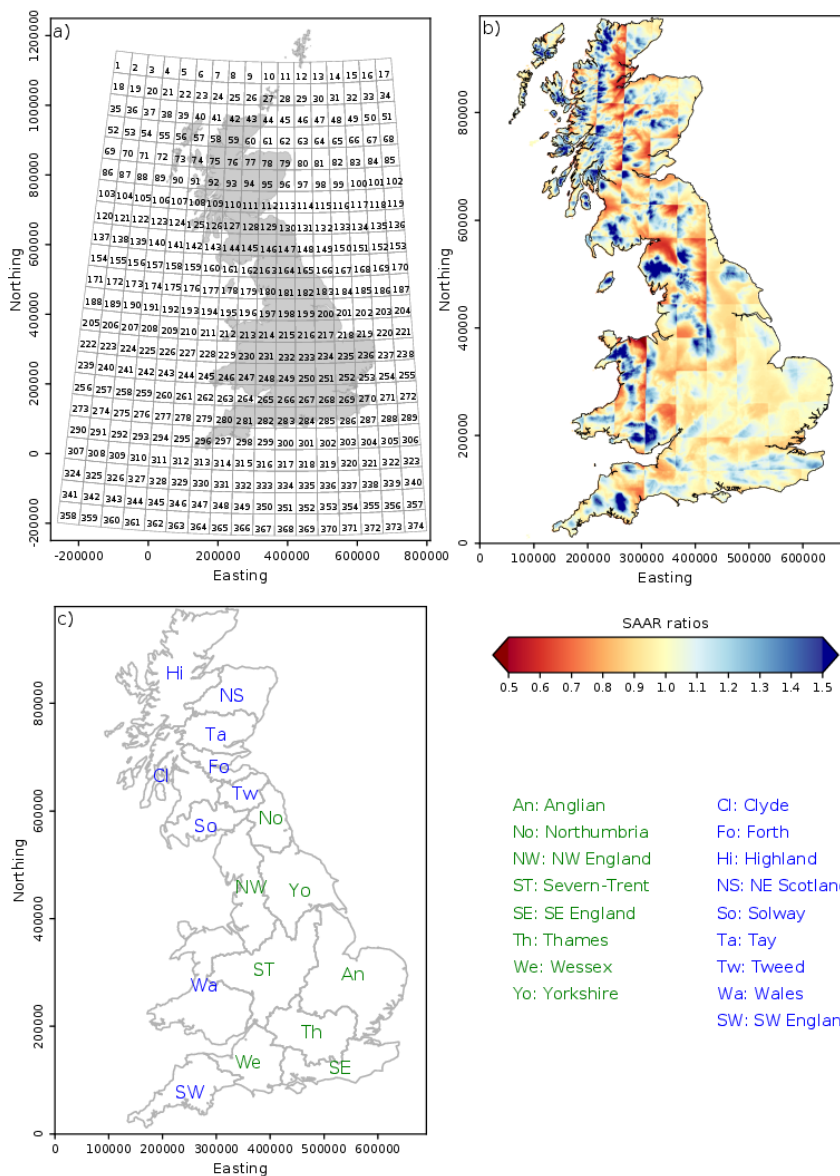 a)
1200000
1000000
800000
600000
400000
200000
0
-200000
Northing
1 2 3 4 5 6 7 8 9 10 11 12 13 14 15 16 17
18 19 20 21 22 23 24 25 26 27 28 29 30 31 32 33 34
35 36 37 38 39 40 41 42 43 44 45 46 47 48 49 50 51
52 53 54 55 56 57 58 59 60 61 62 63 64 65 66 67 68
69 70 71 72 73 74 75 76 77 78 79 80 81 82 83 84 85
86 87 88 89 90 91 92 93 94 95 96 97 98 99 100 101 102
103 104 105 106 107 108 109 110 111 112 113 114 115 116 117 118 119
120 121 122 123 124 125 126 127 128 129 130 131 132 133 134 135 136
137 138 139 140 141 142 143 144 145 146 147 148 149 150 151 152 153
154 155 156 157 158 159 160 161 162 163 164 165 166 167 168 169 170
171 172 173 174 175 176 177 178 179 180 181 182 183 184 185 186 187
188 189 190 191 192 193 194 195 196 197 198 199 200 201 202 203 204
205 206 207 208 209 210 211 212 213 214 215 216 217 218 219 220 221
222 223 224 225 226 227 228 229 230 231 232 233 234 235 236 237 238
239 240 241 242 243 244 245 246 247 248 249 250 251 252 253 254 255
256 257 258 259 260 261 262 263 264 265 266 267 268 269 270 271 272
273 274 275 276 277 278 279 280 281 282 283 284 285 286 287 288 289
290 291 292 293 294 295 296 297 298 299 300 301 302 303 304 305 306
307 308 309 310 311 312 313 314 315 316 317 318 319 320 321 322 323
324 325 326 327 328 329 330 331 332 333 334 335 336 337 338 339 340
341 342 343 344 345 346 347 348 349 350 351 352 353 354 355 356 357
358 359 360 361 362 363 364 365 366 367 368 369 370 371 372 373 374
-200000 0 200000 400000 600000 800000
Easting
b)
800000
600000
400000
200000
0
Northing
0 100000 200000 300000 400000 500000 600000
Easting
SAAR ratios
0.5 0.6 0.7 0.8 0.9 1.0 1.1 1.2 1.3 1.4 1.5
c)
800000
600000
400000
200000
0
Northing
Hi
NS
Ta
Fo
Cl
Tw
No
So
NW
Yo
ST
An
Wa
Th
We
SE
SW
0 100000 200000 300000 400000 500000 600000
Easting
An: Anglian
No: Northumbria
NW: NW England
ST: Severn-Trent
SE: SE England
Th: Thames
We: Wessex
Yo: Yorkshire
Cl: Clyde
Fo: Forth
Hi: Highland
NS: NE Scotland
So: Solway
Ta: Tay
Tw: Tweed
Wa: Wales
SW: SW England